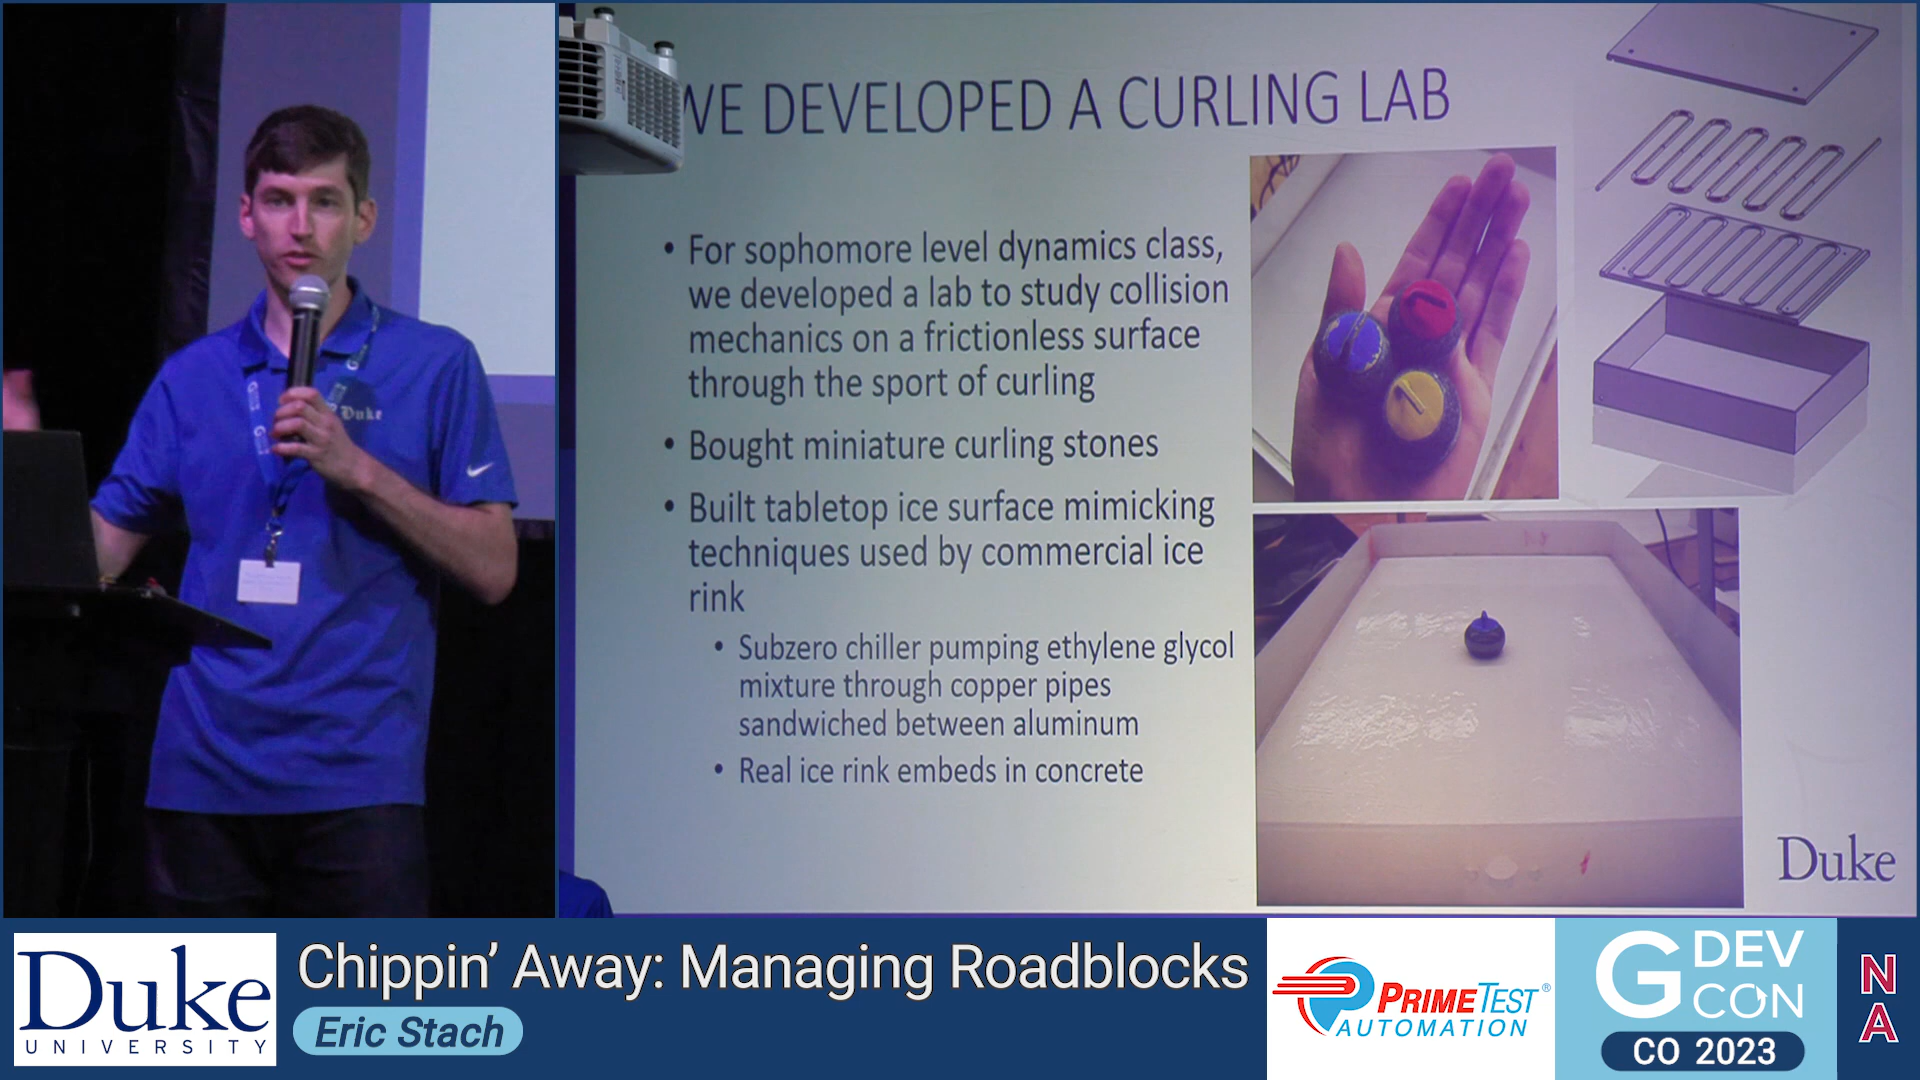 WE DEVELOPED A CURLING LAB
• For sophomore level dynamics class,
we developed a lab to study collision
mechanics on a frictionless surface
through the sport of curling
• Bought miniature curling stones
• Built tabletop ice surface mimicking
techniques used by commercial ice
rink
• Subzero chiller pumping ethylene glycol
mixture through copper pipes
sandwiched between aluminum
• Real ice rink embeds in concrete
Duke
Duke
Duke
UNIVERSITY
Chippin’ Away: Managing Roadblocks
Eric Stach
PRIMETEST®
AUTOMATION
G DEV
CON
CO 2023
NA